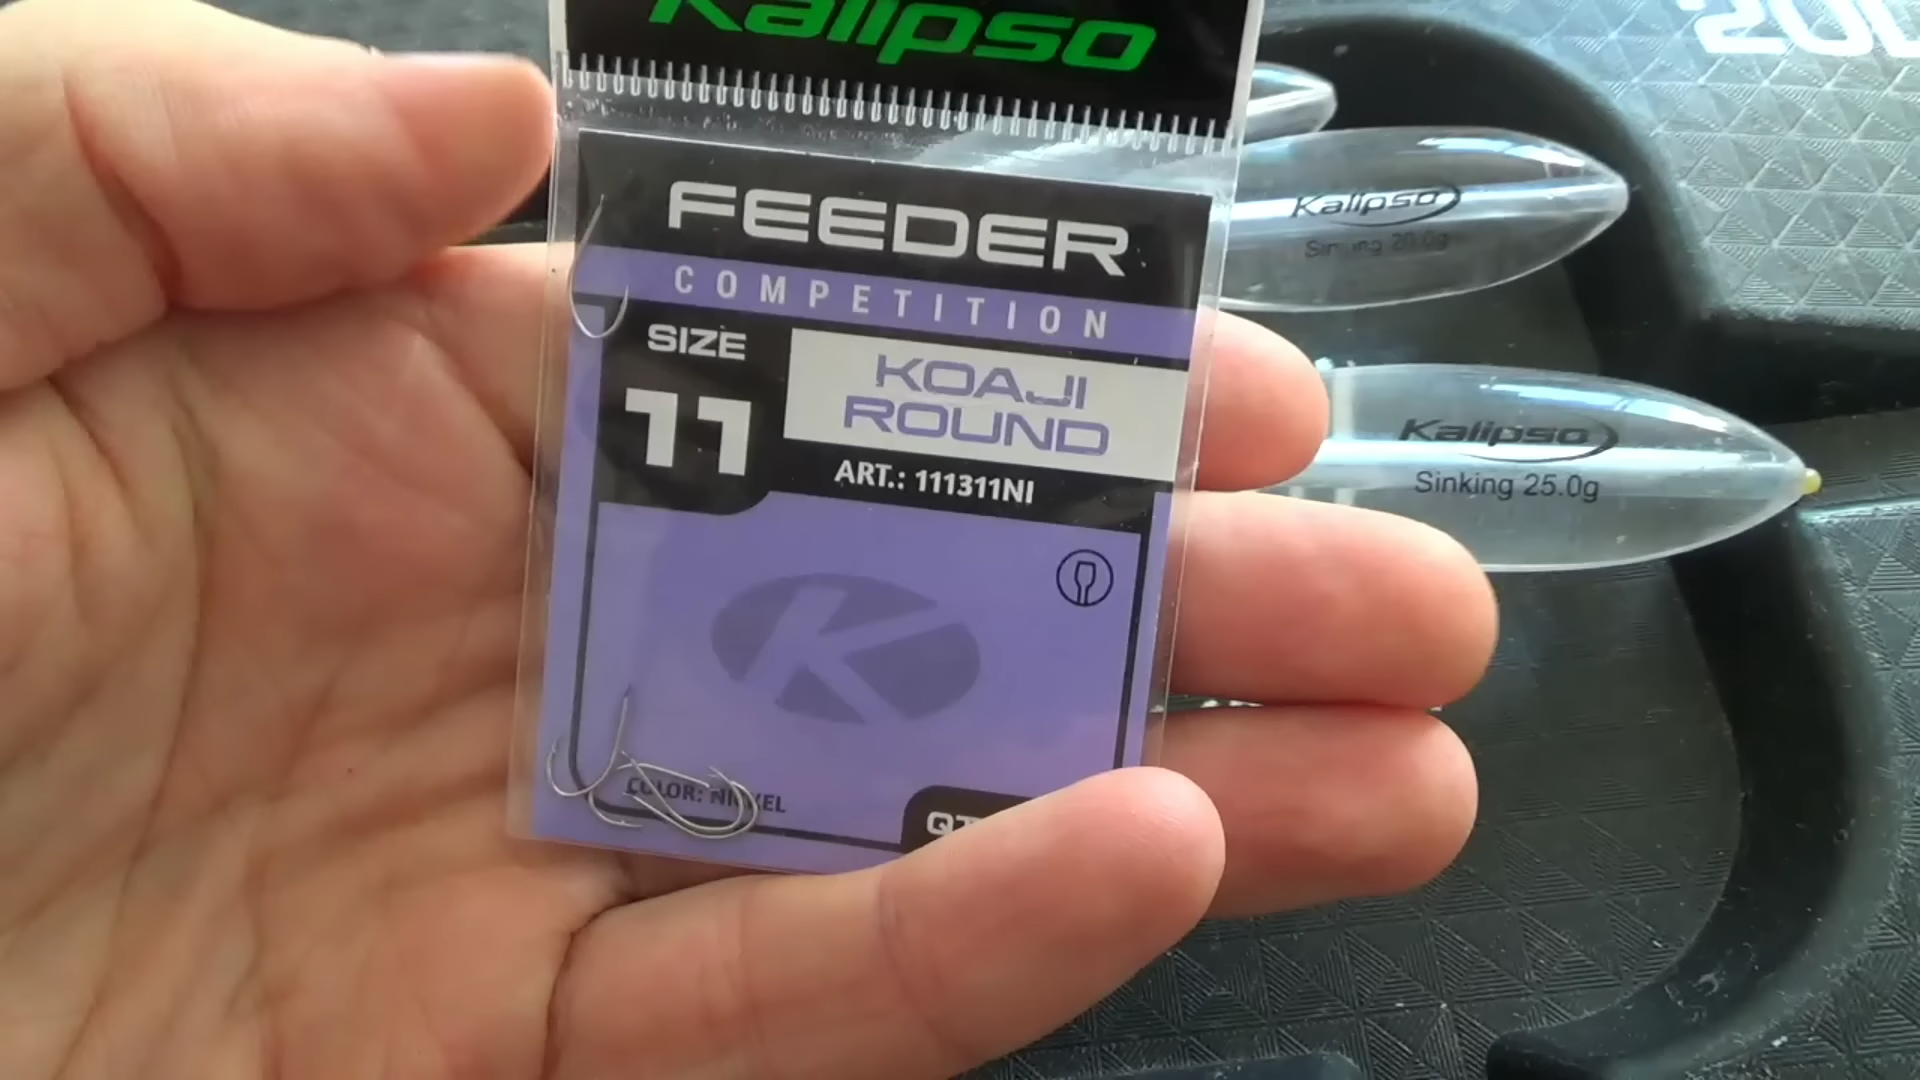 Kalipso
FEEDER
COMPETITION
SIZE
11
KOAJI
ROUND
ART.: 111311NI
COLOR: NICKEL
Kalipso
Sinking 20.0g
Kalipso
Sinking 25.0g